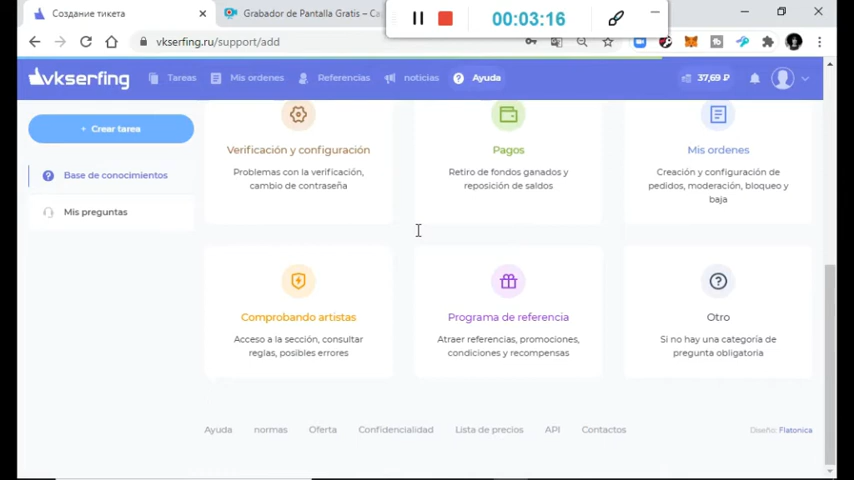 Создание тикета
Grabador de Pantalla Gratis – Ca
00:03:16
vkserfing.ru/support/add
vkserfing
Tareas
Mis ordenes
Referencias
noticias
Ayuda
37,69 ₽
+ Crear tarea
Base de conocimientos
Mis preguntas
Verificación y configuración
Problemas con la verificación,
cambio de contraseña
Pagos
Retiro de fondos ganados y
reposición de saldos
Mis ordenes
Creación y configuración de
pedidos, moderación, bloqueo y
baja
Comprobando artistas
Acceso a la sección, consultar
reglas, posibles errores
Programa de referencia
Atraer referencias, promociones,
condiciones y recompensas
Otro
Si no hay una categoría de
pregunta obligatoria
Ayuda
normas
Oferta
Confidencialidad
Lista de precios
API
Contactos
Diseño: Flatonica